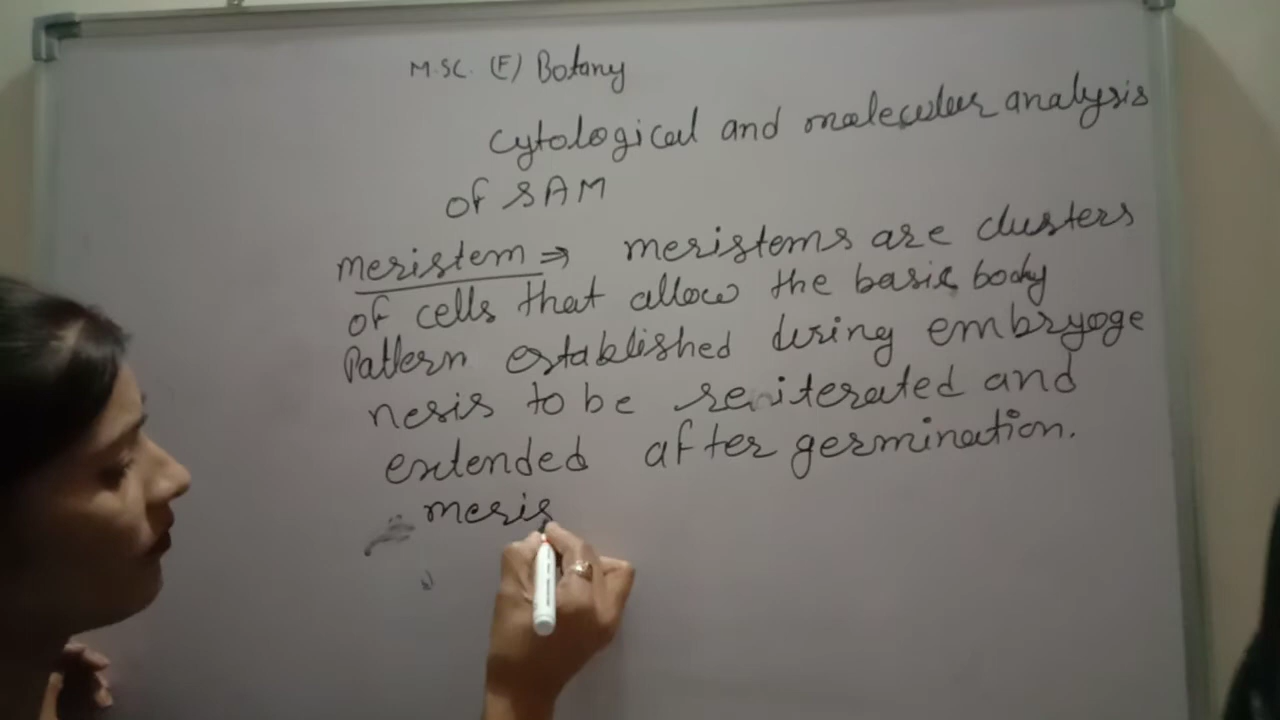 M.SC. (F) Botany
Cytological and molecular analysis
of SAM
Meristem ⇒ meristems are clusters
of cells that allow the basic body
Pattern established during embryoge
nesis to be reiterated and
extended after germination.
meris